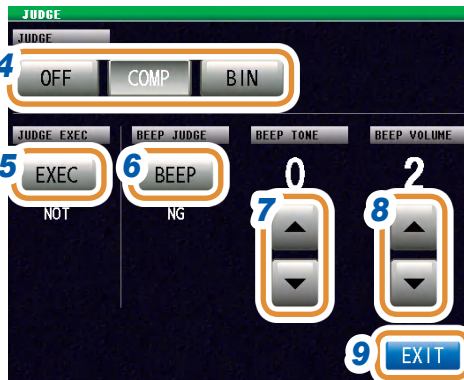 JUDGE
JUDGE
4
OFF COMP BIN
JUDGE EXEC BEEP JUDGE BEEP TONE BEEP VOLUME
5 EXEC 6 BEEP 0 2
NOT NG 7 8
9 EXIT